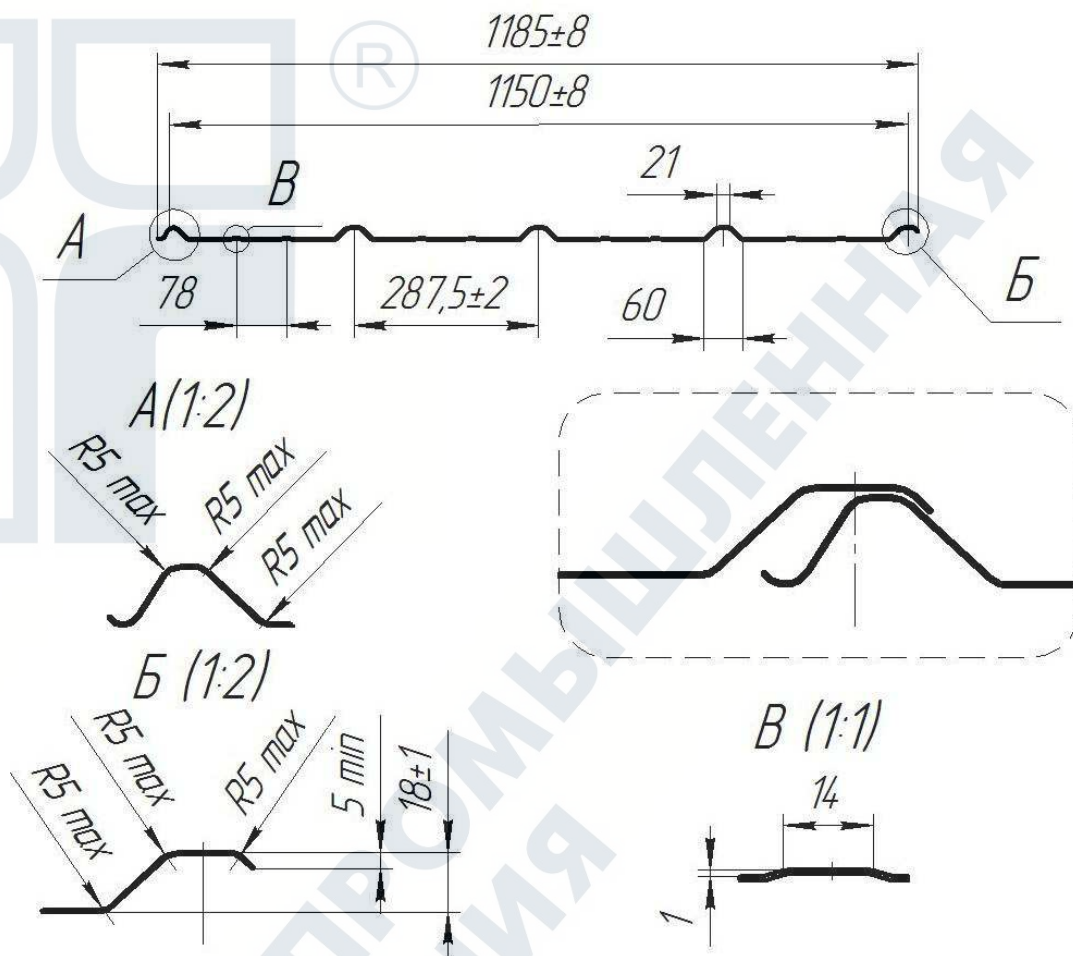 1185±8
®
1150±8
21
В
А
Б
78
287,5±2
60
А(1:2)
R5 max
R5 max
R5 max
Б (1:2)
R5 max
R5 max
R5 max
5 min
18±1
В (1:1)
14
1
ПРОМЫШЛЕННАЯ